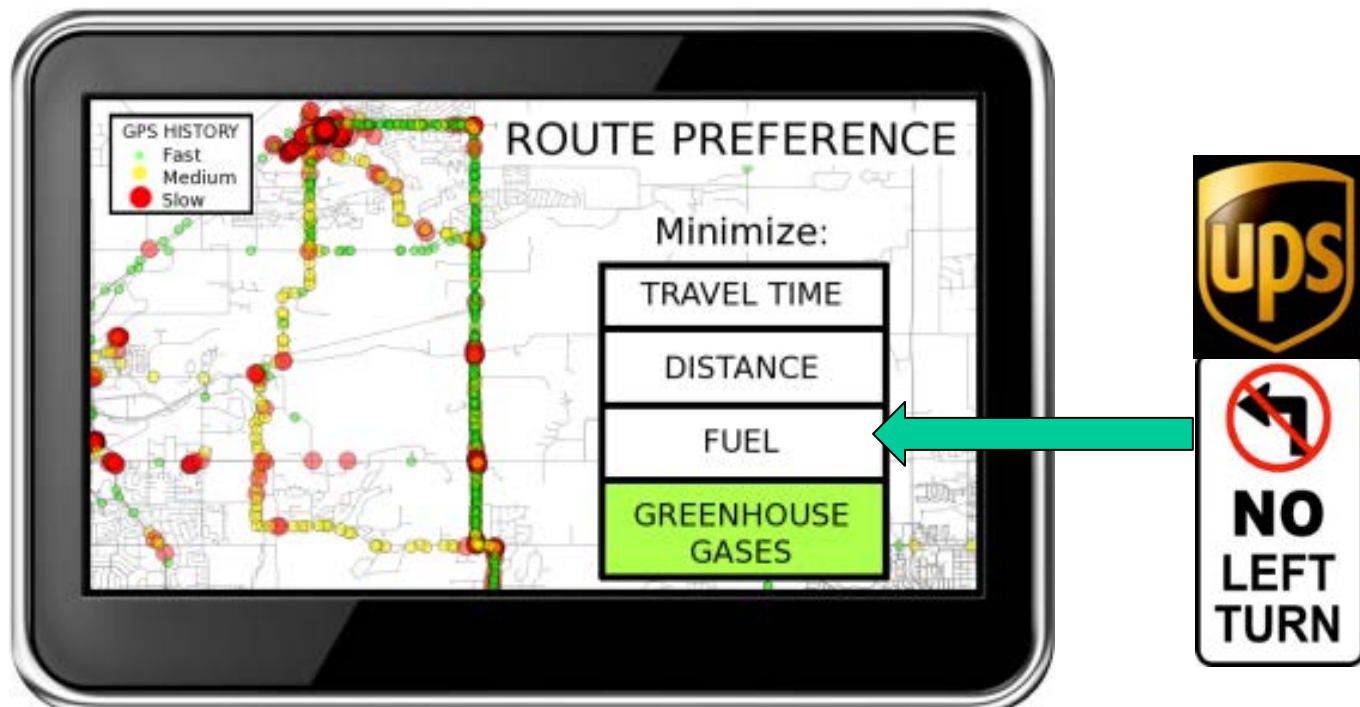 GPS HISTORY
Fast
Medium
Slow
ROUTE PREFERENCE
Minimize:
TRAVEL TIME
DISTANCE
FUEL
GREENHOUSE
GASES
ups
NO
LEFT
TURN